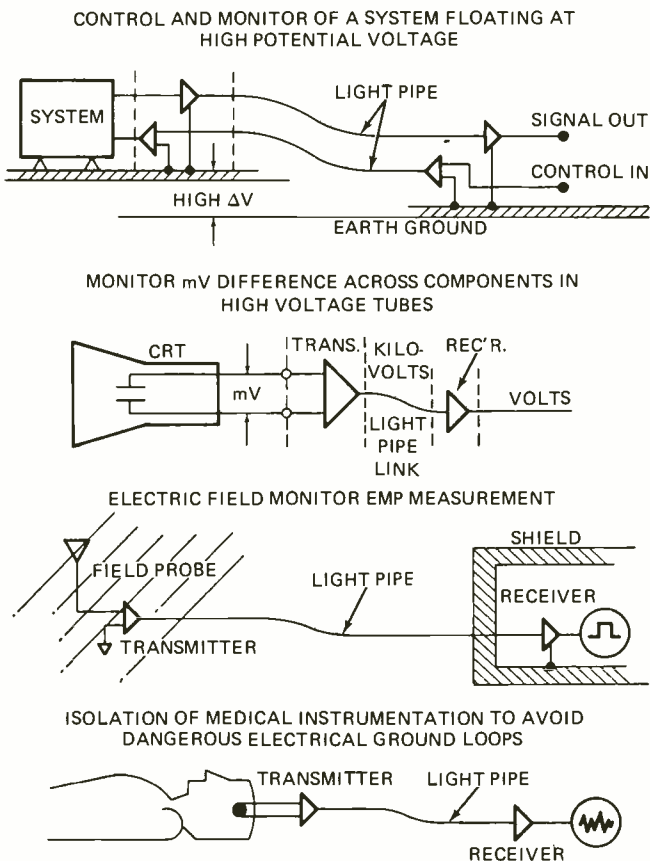 CONTROL AND MONITOR OF A SYSTEM FLOATING AT
HIGH POTENTIAL VOLTAGE
SYSTEM
LIGHT PIPE
SIGNAL OUT
CONTROL IN
HIGH ΔV
EARTH GROUND
MONITOR mV DIFFERENCE ACROSS COMPONENTS IN
HIGH VOLTAGE TUBES
CRT
mV
TRANS.
KILO-
VOLTS
LIGHT
PIPE
LINK
REC'R.
VOLTS
ELECTRIC FIELD MONITOR EMP MEASUREMENT
FIELD PROBE
TRANSMITTER
LIGHT PIPE
SHIELD
RECEIVER
ISOLATION OF MEDICAL INSTRUMENTATION TO AVOID
DANGEROUS ELECTRICAL GROUND LOOPS
TRANSMITTER
LIGHT PIPE
RECEIVER